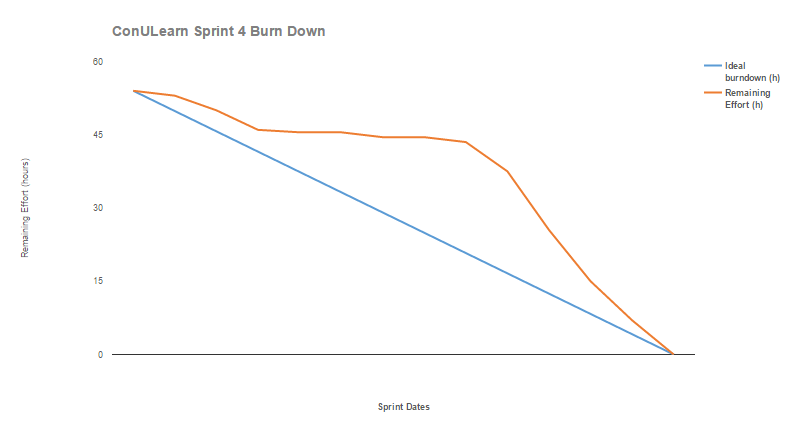 ConULearn Sprint 4 Burn Down
60
45
30
15
0
Remaining Effort (hours)
Sprint Dates
Ideal
burndown (h)
Remaining
Effort (h)